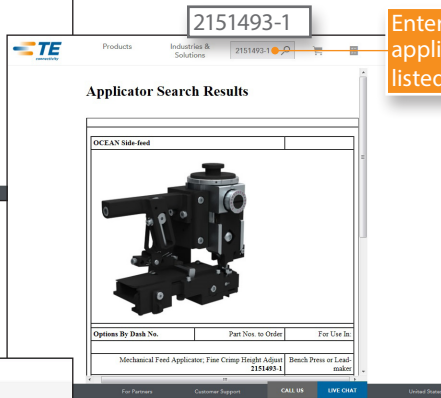 2151493-1
Enter
appli
listed
TE
connectivity
Products
Industries &
Solutions
2151493-1
Applicator Search Results
OCEAN Side-feed
Options By Dash No.
Part Nos. to Order
For Use In:
Mechanical Feed Applicator; Fine Crimp Height Adjust
2151493-1
Bench Press or Lead-
maker
For Partners
Customer Support
CALL US
LIVE CHAT
United States